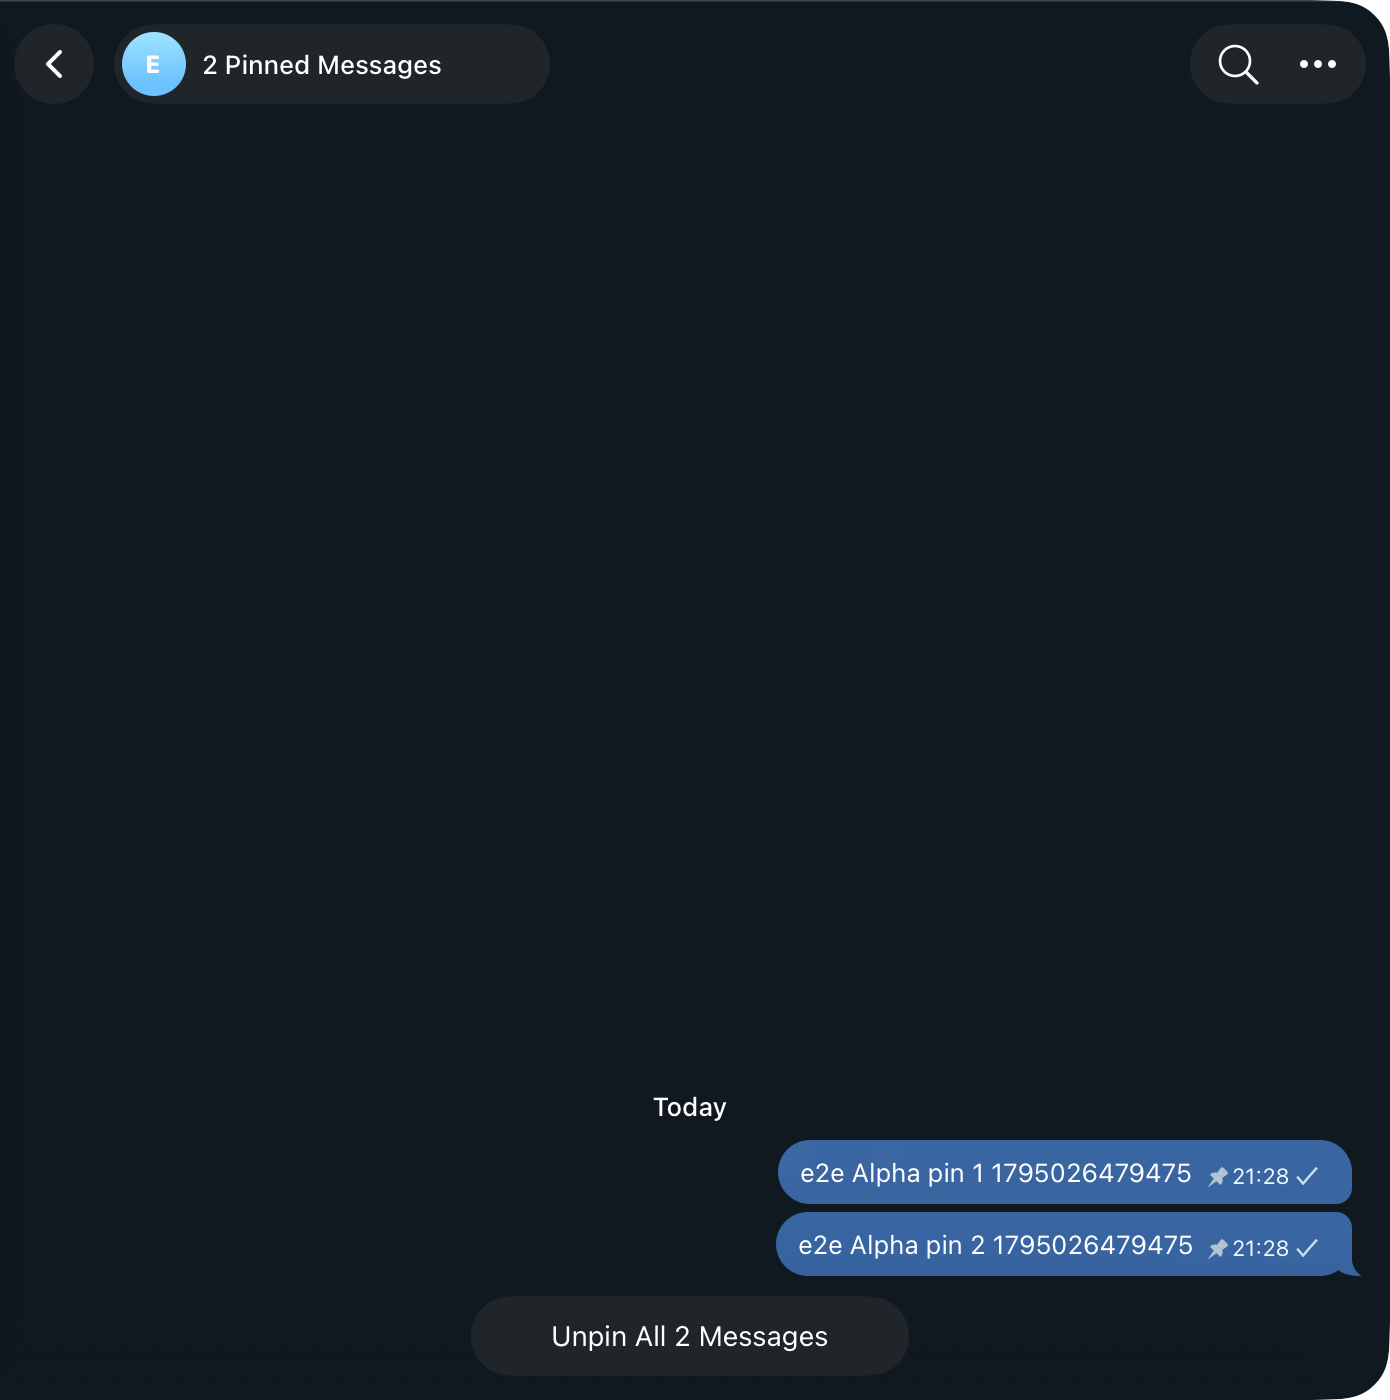 E
2 Pinned Messages
Today
e2e Alpha pin 1 1795026479475 21:28
e2e Alpha pin 2 1795026479475 21:28
Unpin All 2 Messages